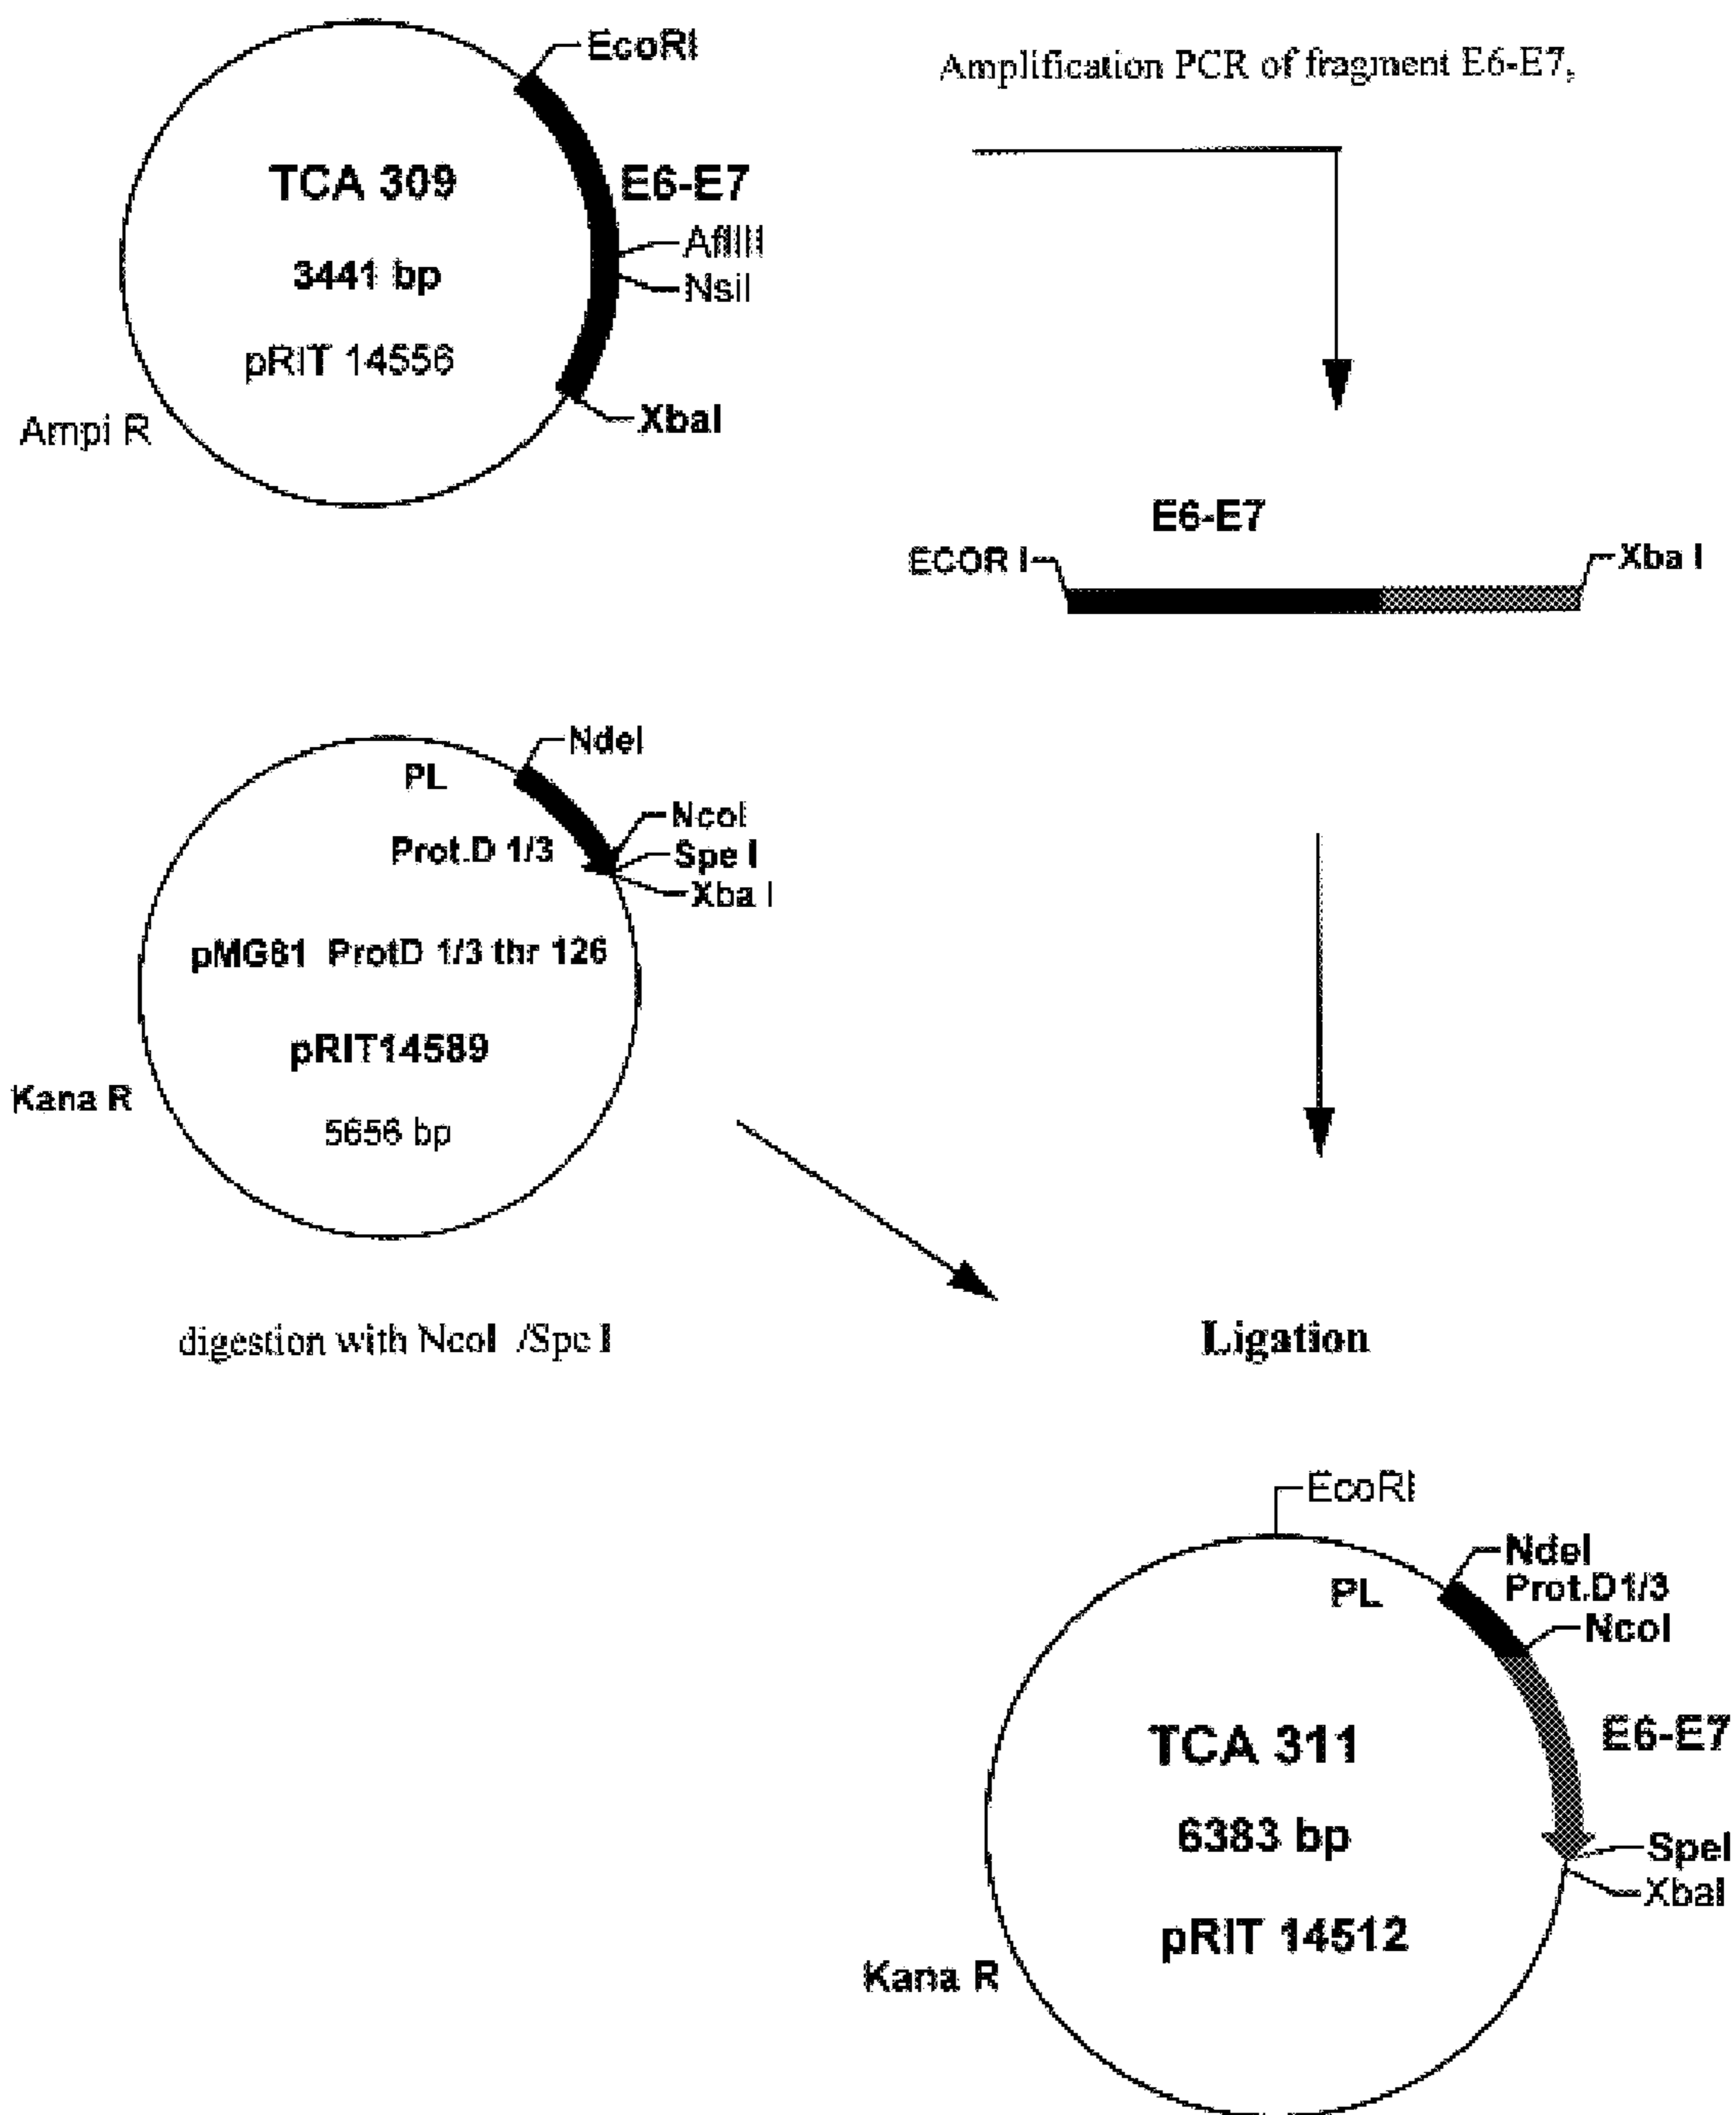 EcoRI
Amplification PCR of fragment E6-E7,
TCA 309
E6-E7
AflIII
3441 bp
NsiI
pRIT 14556
XbaI
Ampi R
E6-E7
ECOR I
Xba I
NdeI
PL
NcoI
Prot.D 1/3
Spe I
Xba I
pMG81 ProtD 1/3 thr 126
pRIT14589
Kana R
5656 bp
digestion with NcoI /Spe I
Ligation
EcoRI
NdeI
PL
Prot.D1/3
NcoI
TCA 311
E6-E7
6383 bp
SpeI
XbaI
pRIT 14512
Kana R